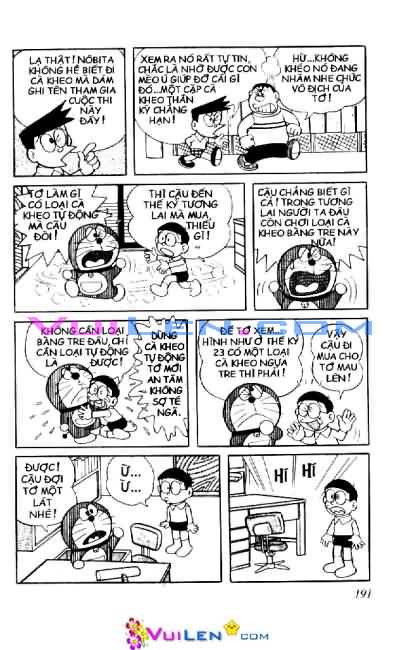 LẠ THẬT! NÔBITA
KHÔNG HỀ BIẾT ĐI
CÀ KHEO MÀ DÁM
GHI TÊN THAM GIA
CUỘC THI
NÀY
ĐẤY!
XEM RA NÓ RẤT TỰ TIN,
CHẮC LÀ NHỜ ĐƯỢC CON
MÈO Ú GIÚP ĐỠ CÁI GÌ
ĐÓ...MỘT CẶP CÀ
KHEO THẦN
KỲ CHẲNG
HẠN!
HỪ...KHÔNG
KHÉO NÓ ĐANG
NHĂM NHE CHỨC
VÔ ĐỊCH CỦA
TỚ!
TỚ LÀM GÌ
CÓ LOẠI CÀ
KHEO TỰ ĐỘNG
MÀ CẬU
ĐÒI!
THÌ CẬU ĐẾN
THẾ KỶ TƯƠNG
LAI MÀ MUA,
THIẾU
GÌ!
CẬU CHẲNG BIẾT GÌ
CẢ! TRONG TƯƠNG
LAI NGƯỜI TA ĐÂU
CÒN CHƠI LOẠI CÀ
KHEO BẰNG TRE NÀY
NỮA!
KHÔNG CẦN LOẠI
BẰNG TRE ĐÂU, CHỈ
CẦN LOẠI TỰ ĐỘNG
LÀ ĐƯỢC!
DÙNG
CÀ KHEO
TỰ ĐỘNG
TỚ MỚI
AN TÂM
KHÔNG
SỢ TÉ
NGÃ.
ĐỂ TỚ XEM...
HÌNH NHƯ Ở THẾ KỶ
23 CÓ MỘT LOẠI
CÀ KHEO NGỰA
TRE THÌ PHẢI!
VẬY
CẬU ĐI
MUA CHO
TỚ MAU
LÊN!
VuiLen.com
ĐƯỢC!
CẬU ĐỢI
TỚ MỘT
LÁT
NHÉ!
Ừ...
Ừ...
HÍ
HÍ
191
VuiLen.com